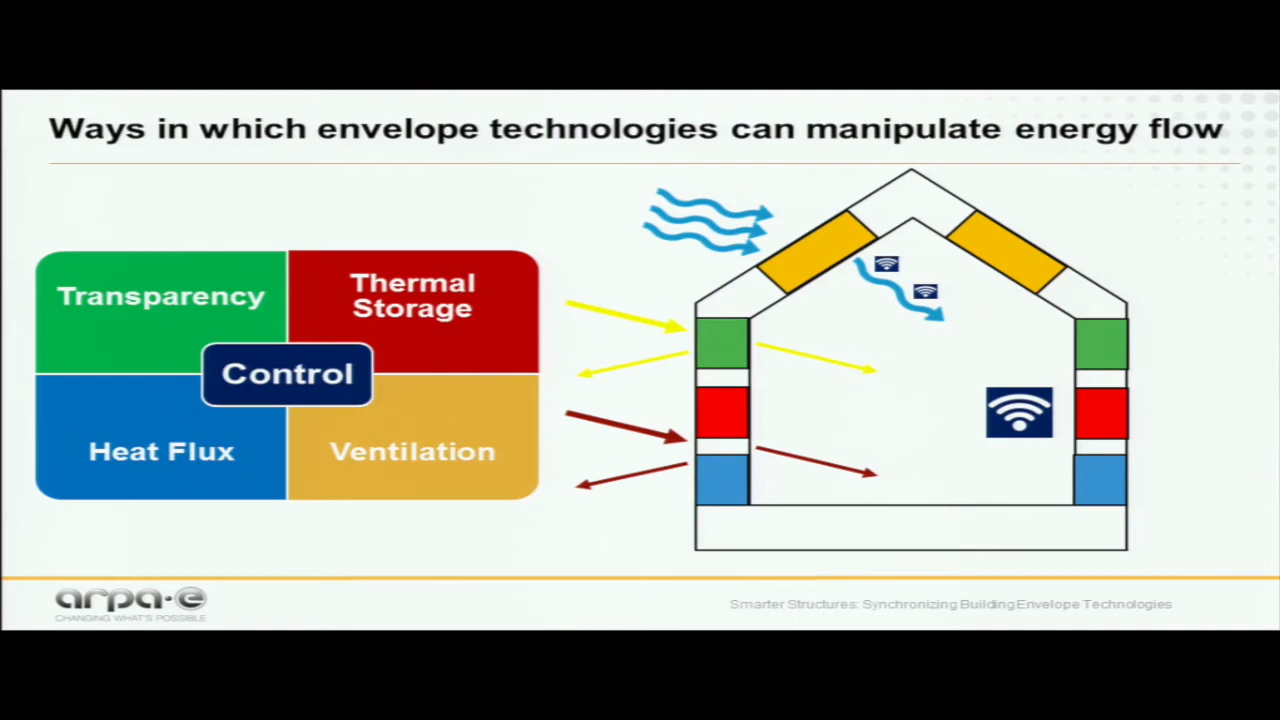 Ways in which envelope technologies can manipulate energy flow
Transparency
Thermal
Storage
Control
Heat Flux
Ventilation
arpa·e
CHANGING WHAT'S POSSIBLE
Smarter Structures: Synchronizing Building Envelope Technologies